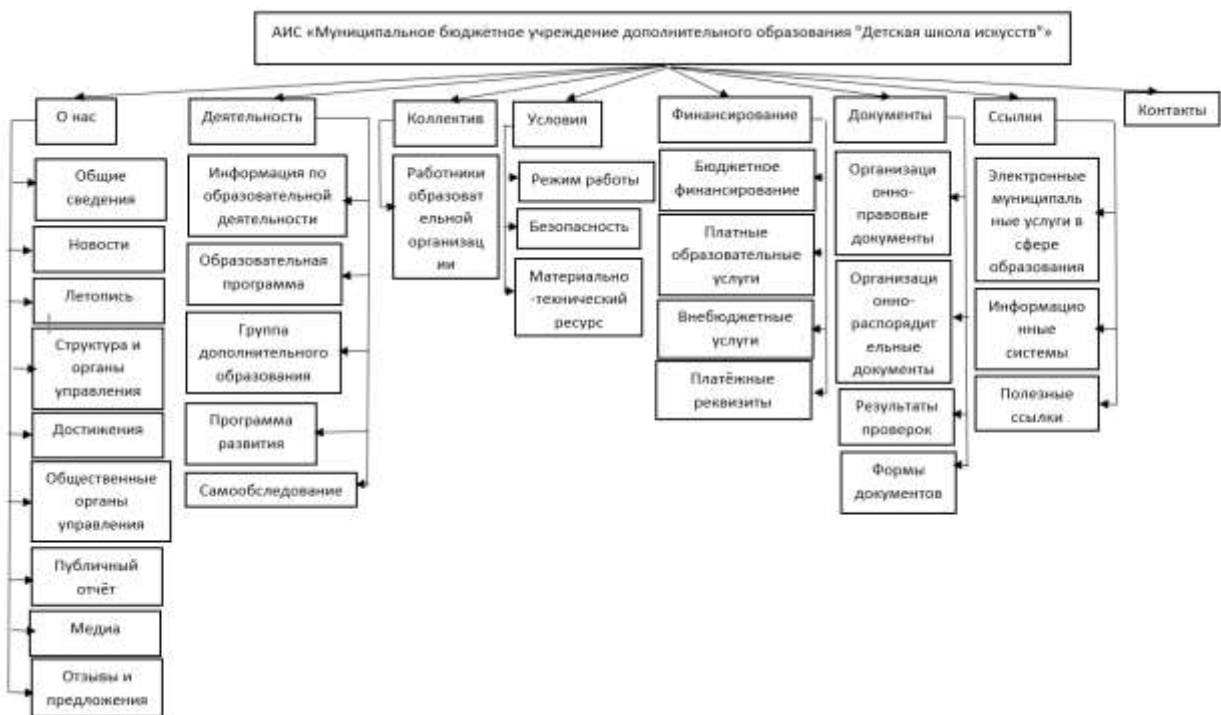 АИС «Муниципальное бюджетное учреждение дополнительного образования "Детская школа искусств"»
О нас
Общие
сведения
Новости
Летопись
Структура и
органы
управления
Достижения
Общественные
органы
управления
Публичный
отчёт
Медиа
Отзывы и
предложения
Деятельность
Информация по
образовательной
деятельности
Образовательная
программа
Группа
дополнительного
образования
Программа
развития
Самообследование
Коллектив
Работники
образоват
ельной
организац
ии
Условия
Режим работы
Безопасность
Материально
-технический
ресурс
Финансирование
Бюджетное
финансирование
Платные
образовательные
услуги
Внебюджетные
услуги
Платёжные
реквизиты
Документы
Организаци
онно-
правовые
документы
Организаци
онно-
распорядит
ельные
документы
Результаты
проверок
Формы
документов
Ссылки
Электронные
муниципаль
ные услуги в
сфере
образования
Информацио
нные
системы
Полезные
ссылки
Контакты